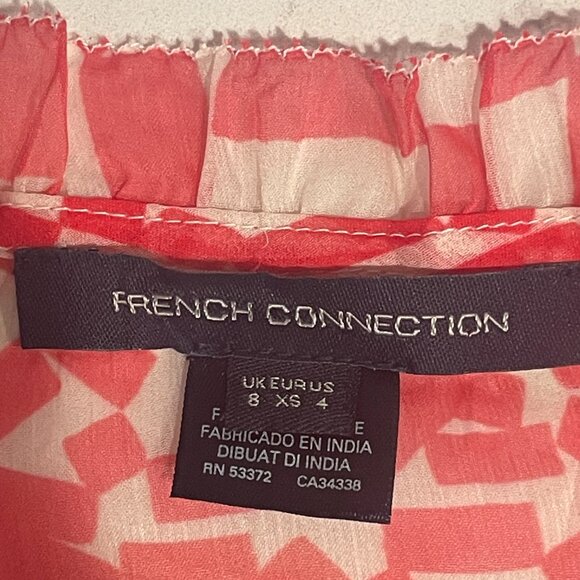 FRENCH CONNECTION
UK EUR US
8 XS 4
FABRICADO EN INDIA
DIBUAT DI INDIA
RN 53372 CA34338